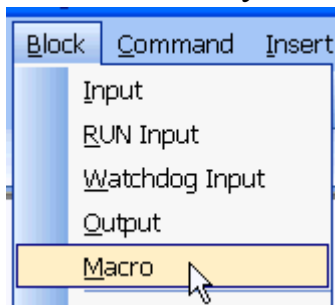 Block Command Insert
Input
RUN Input
Watchdog Input
Output
Macro